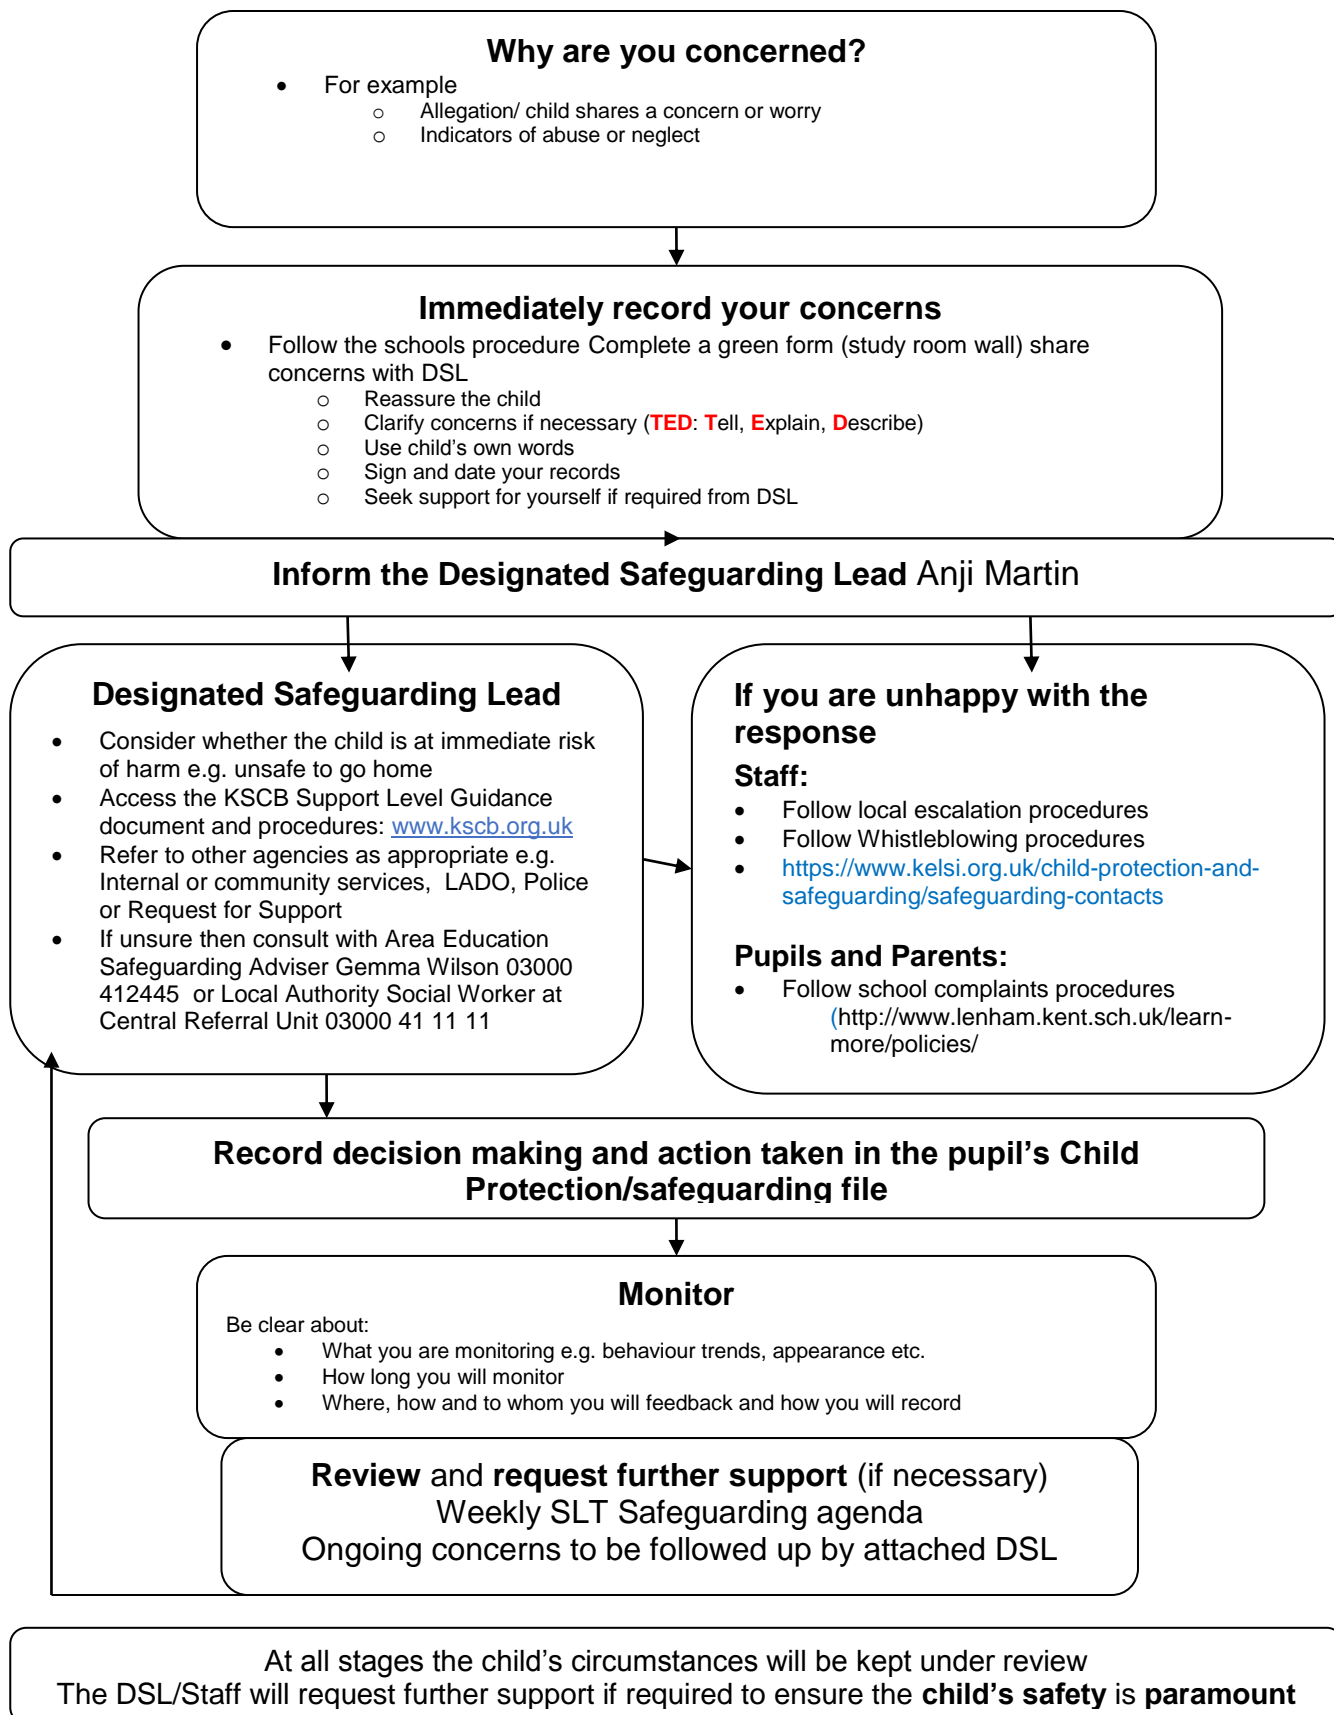 Why are you concerned?
• For example
o Allegation/ child shares a concern or worry
o Indicators of abuse or neglect
Immediately record your concerns
• Follow the schools procedure Complete a green form (study room wall) share
concerns with DSL
o Reassure the child
o Clarify concerns if necessary (TED: Tell, Explain, Describe)
o Use child's own words
o Sign and date your records
o Seek support for yourself if required from DSL
Inform the Designated Safeguarding Lead Anji Martin
Designated Safeguarding Lead
• Consider whether the child is at immediate risk
of harm e.g. unsafe to go home
• Access the KSCB Support Level Guidance
document and procedures: www.kscb.org.uk
• Refer to other agencies as appropriate e.g.
Internal or community services, LADO, Police
or Request for Support
• If unsure then consult with Area Education
Safeguarding Adviser Gemma Wilson 03000
412445 or Local Authority Social Worker at
Central Referral Unit 03000 41 11 11
If you are unhappy with the
response
Staff:
• Follow local escalation procedures
• Follow Whistleblowing procedures
• https://www.kelsi.org.uk/child-protection-and-
safeguarding/safeguarding-contacts
Pupils and Parents:
• Follow school complaints procedures
(http://www.lenham.kent.sch.uk/learn-
more/policies/
Record decision making and action taken in the pupil's Child
Protection/safeguarding file
Monitor
Be clear about:
• What you are monitoring e.g. behaviour trends, appearance etc.
• How long you will monitor
• Where, how and to whom you will feedback and how you will record
Review and request further support (if necessary)
Weekly SLT Safeguarding agenda
Ongoing concerns to be followed up by attached DSL
At all stages the child's circumstances will be kept under review
The DSL/Staff will request further support if required to ensure the child's safety is paramount